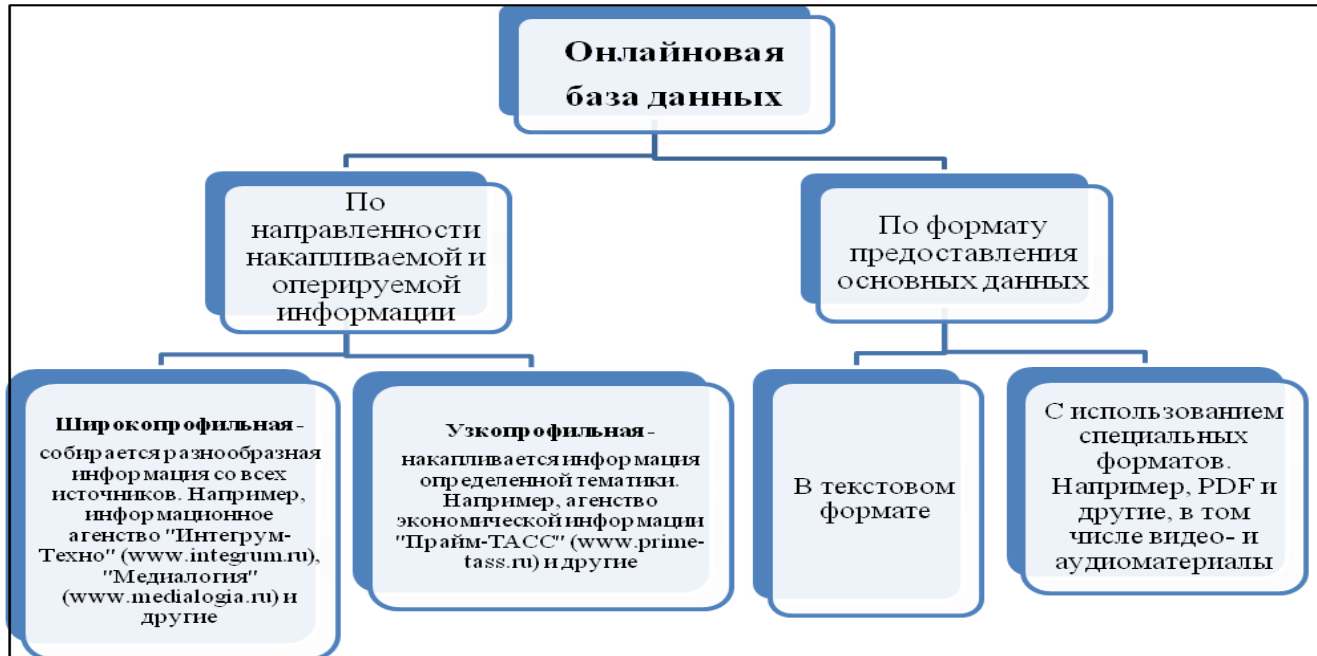 Онлайновая
база данных
По
направленности
накапливаемой и
оперируемой
информации
По формату
предоставления
основных данных
Широкопрофильная -
собирается разнообразная
информация со всех
источников. Например,
информационное
агенство "Интегрум-
Техно" (www.integrum.ru),
"Медиалогия"
(www.medialogia.ru) и
другие
Узкопрофильная -
накапливается информация
определенной тематики.
Например, агенство
экономической информации
"Прайм-ТАСС" (www.prime-
tass.ru) и другие
В текстовом
формате
С использованием
специальных
форматов.
Например, PDF и
другие, в том
числе видео- и
аудиоматериалы